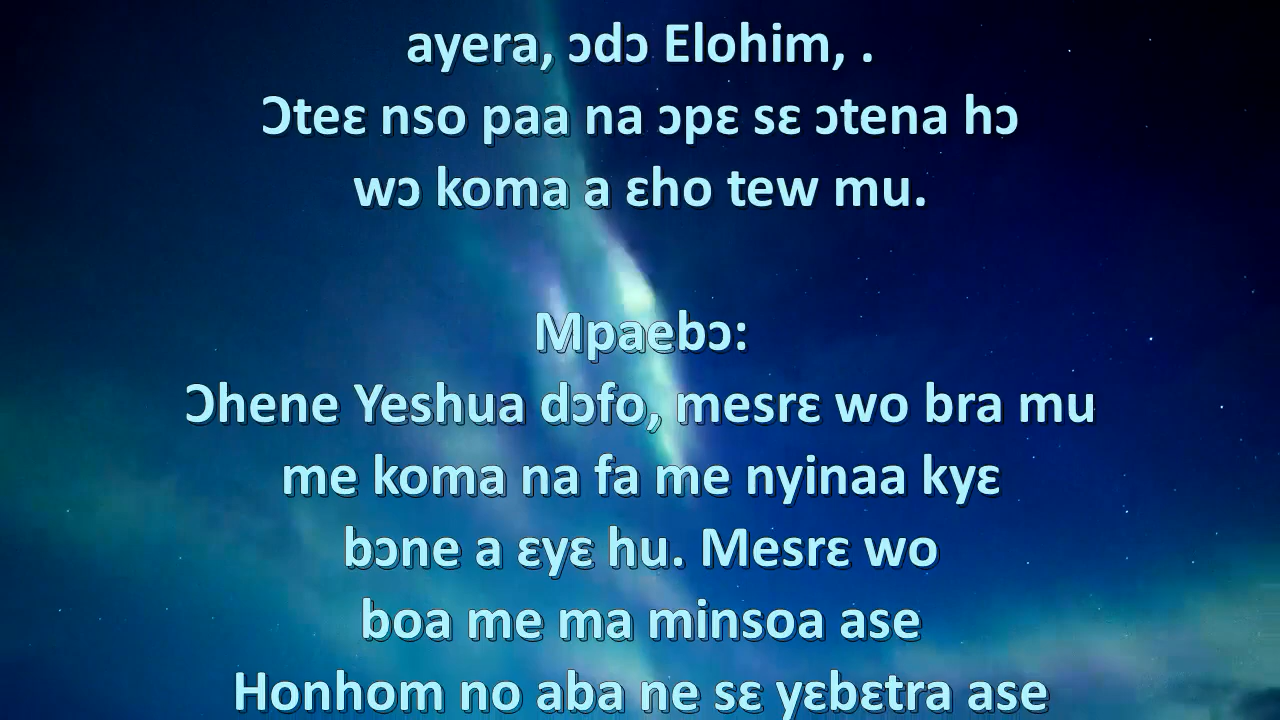 ayera, ɔdɔ Elohim, .
Ɔteɛ nso paa na ɔpɛ sɛ ɔtena hɔ
wɔ koma a ɛho tew mu.
Mpaebɔ:
Ɔhene Yeshua dɔfo, mesrɛ wo bra mu
me koma na fa me nyinaa kyɛ
bɔne a ɛyɛ hu. Mesrɛ wo
boa me ma minsoa ase
Honhom no aba ne sɛ yɛbɛtra ase